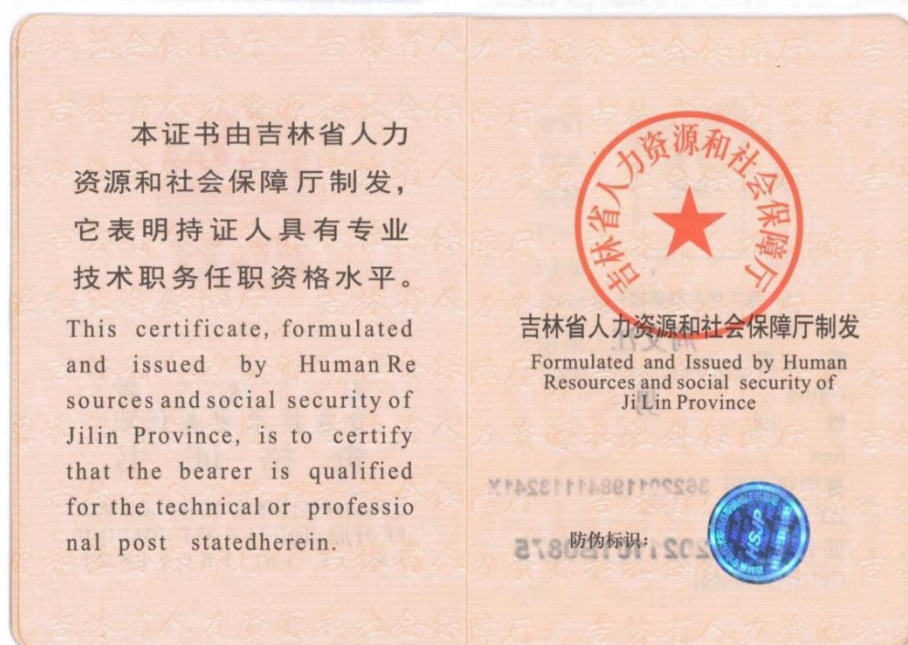 本证书由吉林省人力
资源和社会保障厅制发，
它表明持证人具有专业
技术职务任职资格水平。
This certificate, formulated
and issued by Human Re
sources and social security of
Jilin Province, is to certify
that the bearer is qualified
for the technical or professio
nal post statedherein.
吉林省人力资源和社会保障厅
吉林省人力资源和社会保障厅制发
Formulated and Issued by Human
Resources and social security of
Ji Lin Province
防伪标识：
HSJP